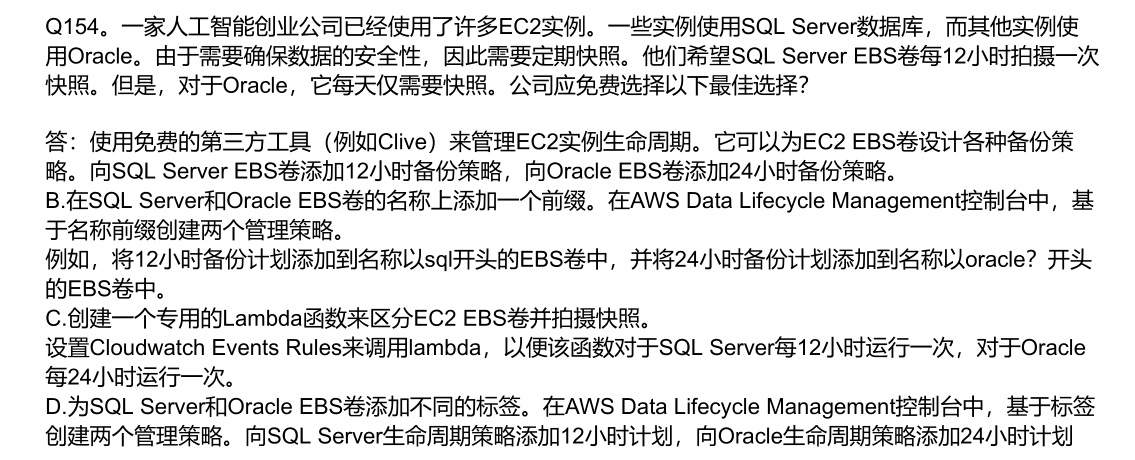 Q154。一家人工智能创业公司已经使用了许多EC2实例。一些实例使用SQL Server数据库，而其他实例使
用Oracle。由于需要确保数据的安全性，因此需要定期快照。他们希望SQL Server EBS卷每12小时拍摄一次
快照。但是，对于Oracle，它每天仅需要快照。公司应免费选择以下最佳选择？
答：使用免费的第三方工具（例如Clive）来管理EC2实例生命周期。它可以为EC2 EBS卷设计各种备份策
略。向SQL Server EBS卷添加12小时备份策略，向Oracle EBS卷添加24小时备份策略。
B.在SQL Server和Oracle EBS卷的名称上添加一个前缀。在AWS Data Lifecycle Management控制台中，基
于名称前缀创建两个管理策略。
例如，将12小时备份计划添加到名称以sql开头的EBS卷中，并将24小时备份计划添加到名称以oracle？开头
的EBS卷中。
C.创建一个专用的Lambda函数来区分EC2 EBS卷并拍摄快照。
设置Cloudwatch Events Rules来调用lambda，以便该函数对于SQL Server每12小时运行一次，对于Oracle
每24小时运行一次。
D.为SQL Server和Oracle EBS卷添加不同的标签。在AWS Data Lifecycle Management控制台中，基于标签
创建两个管理策略。向SQL Server生命周期策略添加12小时计划，向Oracle生命周期策略添加24小时计划